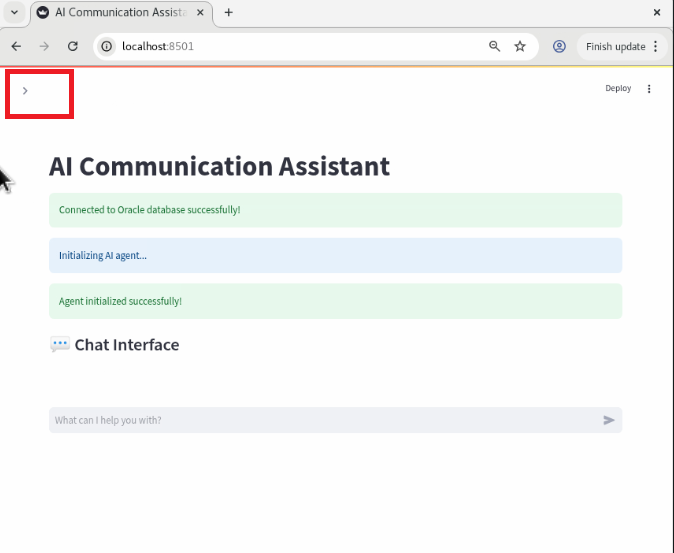 AI Communication Assista
localhost:8501
Finish update
Deploy
AI Communication Assistant
Connected to Oracle database successfully!
Initializing AI agent...
Agent initialized successfully!
Chat Interface
What can I help you with?